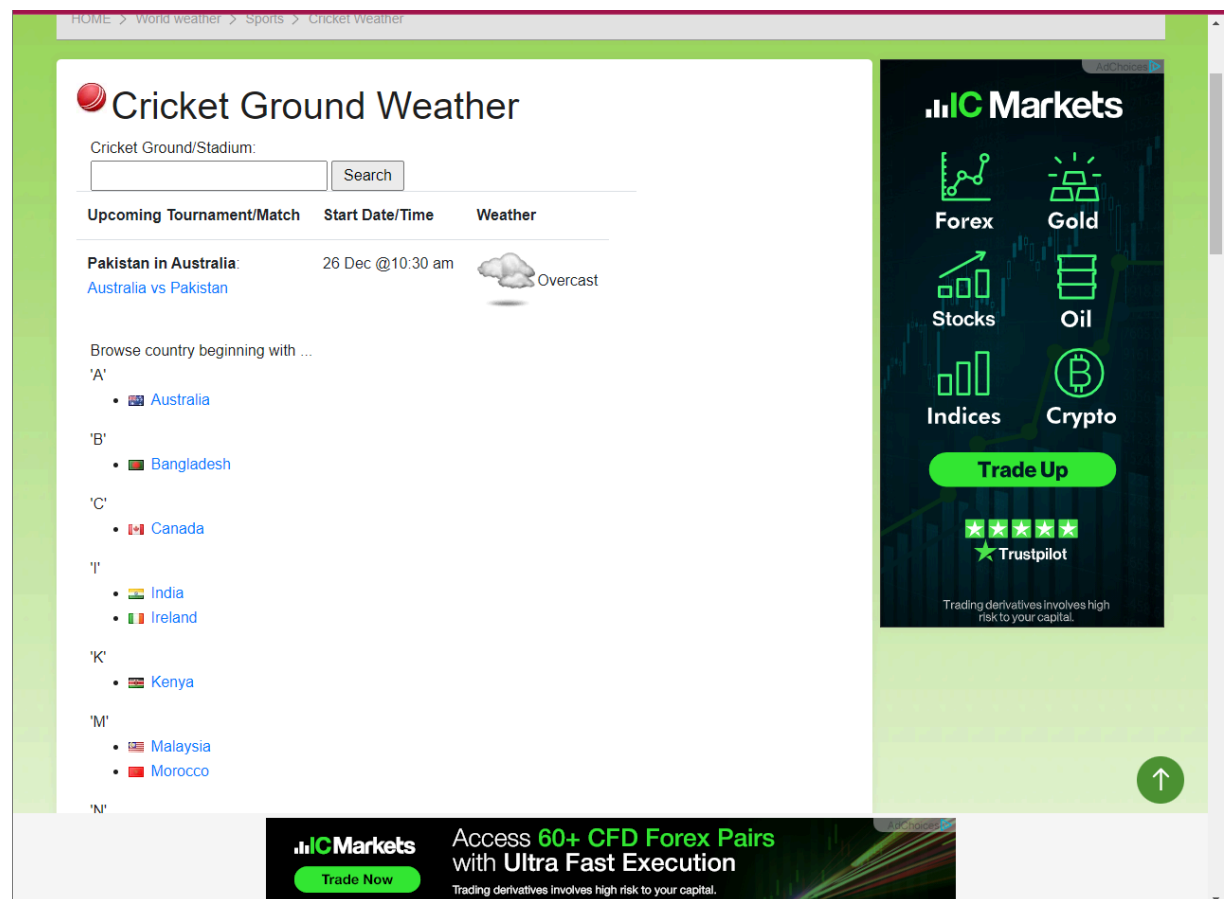 HOME > World weather > Sports > Cricket Weather
Cricket Ground Weather
Cricket Ground/Stadium:
Search
Upcoming Tournament/Match Start Date/Time Weather
Pakistan in Australia: 26 Dec @10:30 am Overcast
Australia vs Pakistan
Browse country beginning with ...
'A'
• Australia
'B'
• Bangladesh
'C'
• Canada
'I'
• India
• Ireland
'K'
• Kenya
'M'
• Malaysia
• Morocco
'N'
AdChoices
IC Markets
Forex Gold
Stocks Oil
Indices Crypto
Trade Up
Trustpilot
Trading derivatives involves high
risk to your capital.
AdChoices
IC Markets
Trade Now
Access 60+ CFD Forex Pairs
with Ultra Fast Execution
Trading derivatives involves high risk to your capital.